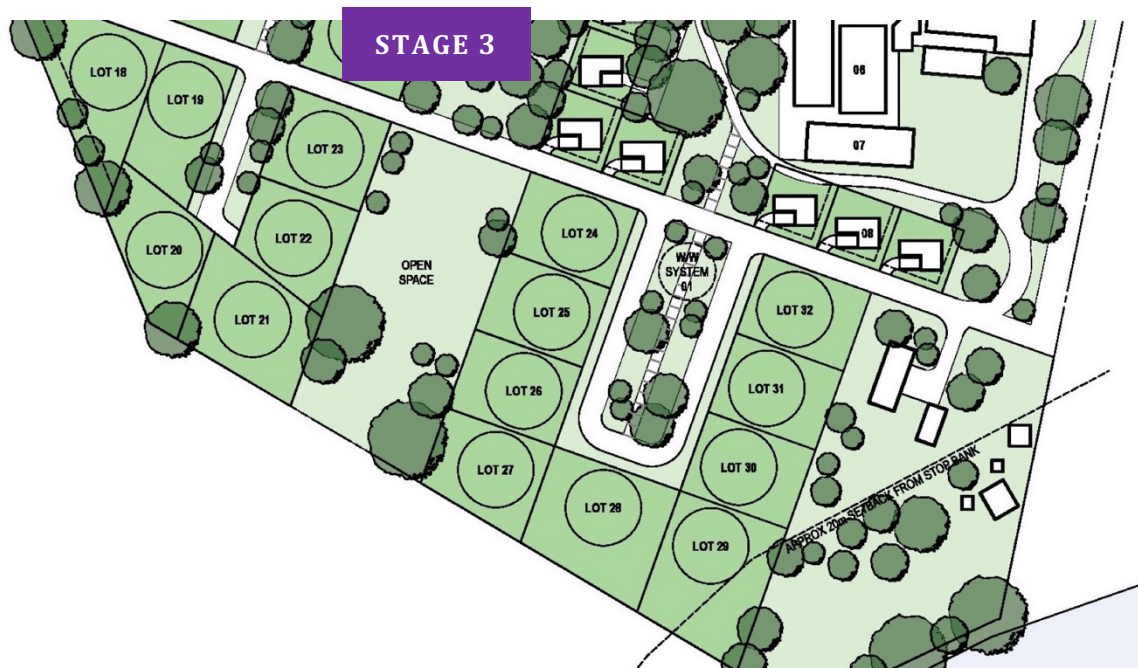 STAGE 3
LOT 18
LOT 19
06
LOT 23
07
LOT 20
LOT 22
LOT 24
08
OPEN
SPACE
W/W
SYSTEM
01
LOT 21
LOT 25
LOT 32
LOT 26
LOT 31
LOT 27
LOT 30
LOT 28
LOT 29
APPROX 20m SETBACK FROM STOP BANK